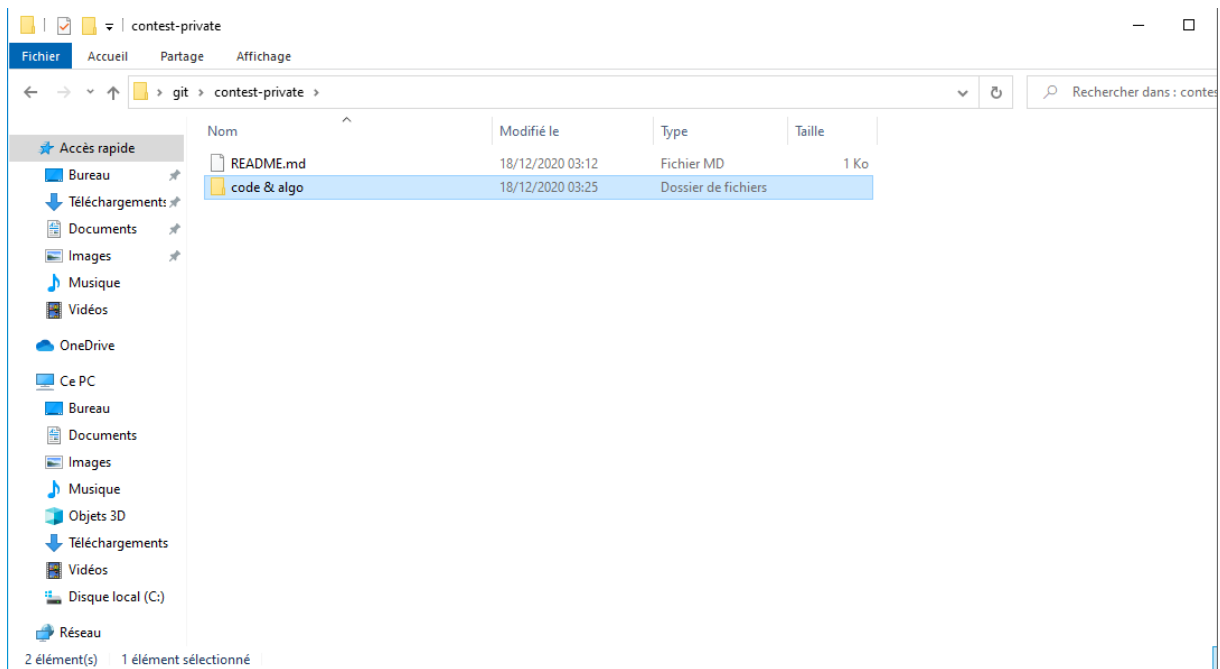 contest-private
Fichier Accueil Partage Affichage
git contest-private Rechercher dans : contes
Nom Modifié le Type Taille
README.md 18/12/2020 03:12 Fichier MD 1 Ko
code & algo 18/12/2020 03:25 Dossier de fichiers
Accès rapide
Bureau
Téléchargements
Documents
Images
Musique
Vidéos
OneDrive
Ce PC
Bureau
Documents
Images
Musique
Objets 3D
Téléchargements
Vidéos
Disque local (C:)
Réseau
2 élément(s) 1 élément sélectionné